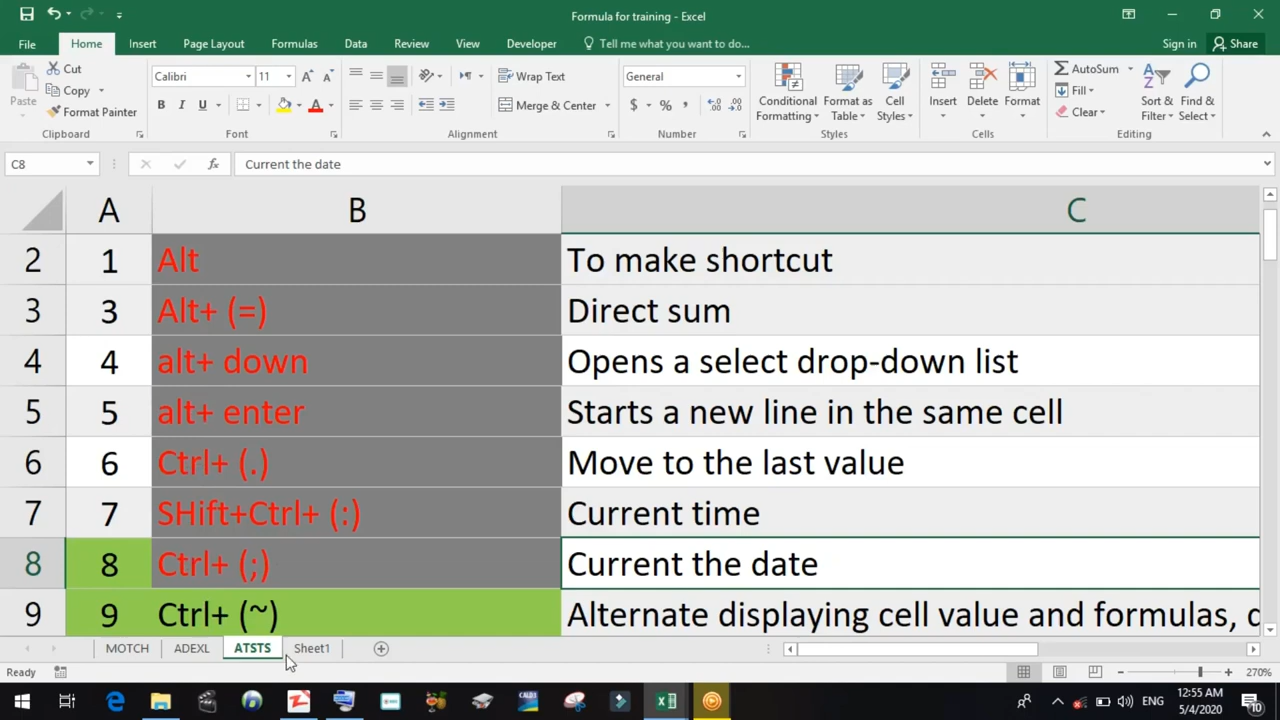 Formula for training - Excel
File Home Insert Page Layout Formulas Data Review View Developer Tell me what you want to do... Sign in Share
Paste
Cut
Copy
Format Painter
Clipboard
Calibri 11
B I U
Font
Wrap Text
Merge & Center
Alignment
General
$ % ,
Number
Conditional Formatting
Format as Table
Cell Styles
Styles
Insert Delete Format
Cells
AutoSum
Fill
Clear
Sort & Filter
Find & Select
Editing
C8 fx Current the date
A B C
2 1 Alt To make shortcut
3 3 Alt+ (=) Direct sum
4 4 alt+ down Opens a select drop-down list
5 5 alt+ enter Starts a new line in the same cell
6 6 Ctrl+ (.) Move to the last value
7 7 SHift+Ctrl+ (:) Current time
8 8 Ctrl+ (;) Current the date
9 9 Ctrl+ (~) Alternate displaying cell value and formulas,
MOTCH ADEXL ATSTS Sheet1
Ready 270%
ENG 12:55 AM
5/4/2020 10